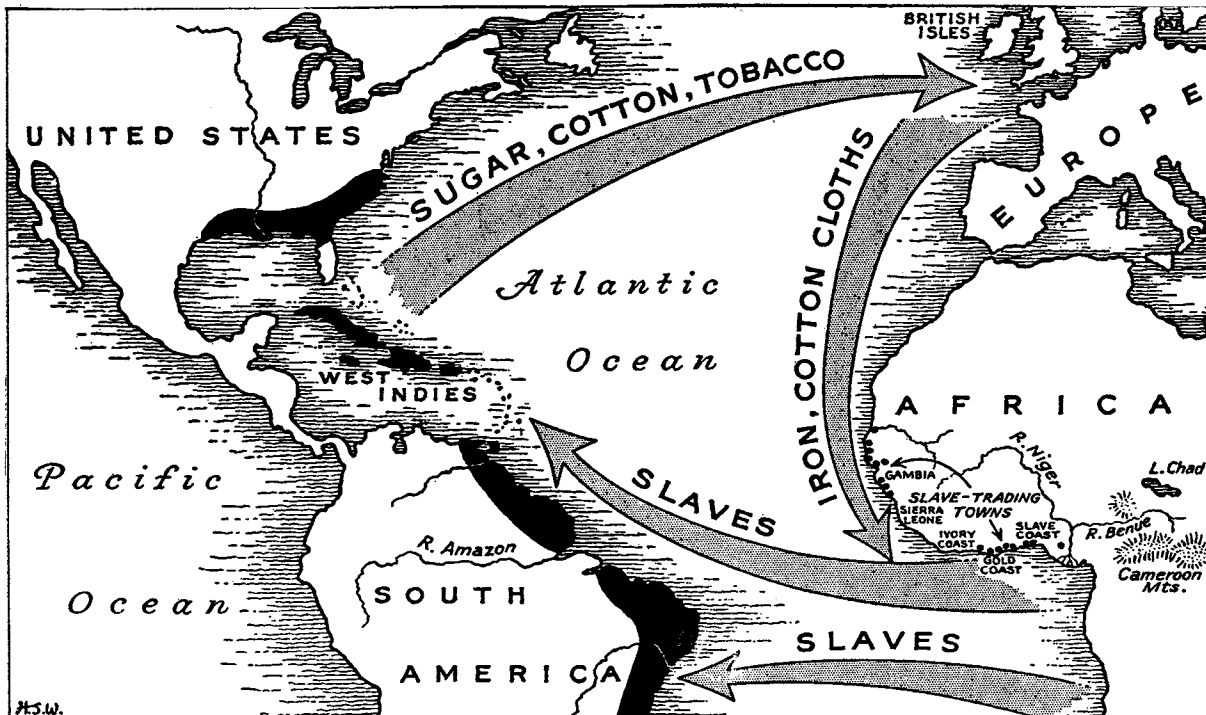 BRITISH
ISLES
UNITED STATES
SUGAR, COTTON, TOBACCO
EUROPE
IRON, COTTON CLOTHS
Atlantic
Ocean
WEST
INDIES
AFRICA
Pacific
Ocean
SLAVES
GAMBIA
R. Niger
L. Chad
SLAVE-TRADING
TOWNS
SIERRA
LEONE
IVORY
COAST
GOLD
COAST
SLAVE
COAST
R. Benue
Cameroon
Mts.
R. Amazon
SOUTH
AMERICA
SLAVES
H.S.W.